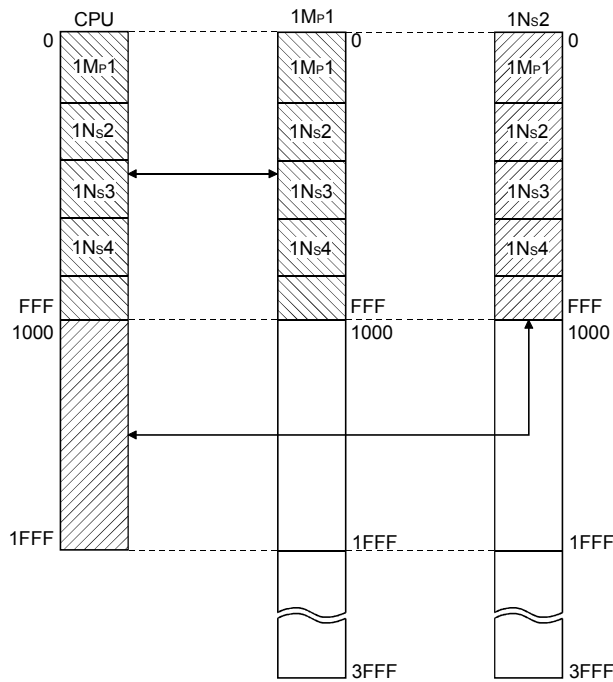 CPU 1MP1 1NS2
0 0 0
1MP1 1MP1 1MP1
1NS2 1NS2 1NS2
1NS3 1NS3 1NS3
1NS4 1NS4 1NS4
FFF FFF FFF
1000 1000 1000
1FFF 1FFF 1FFF
3FFF 3FFF